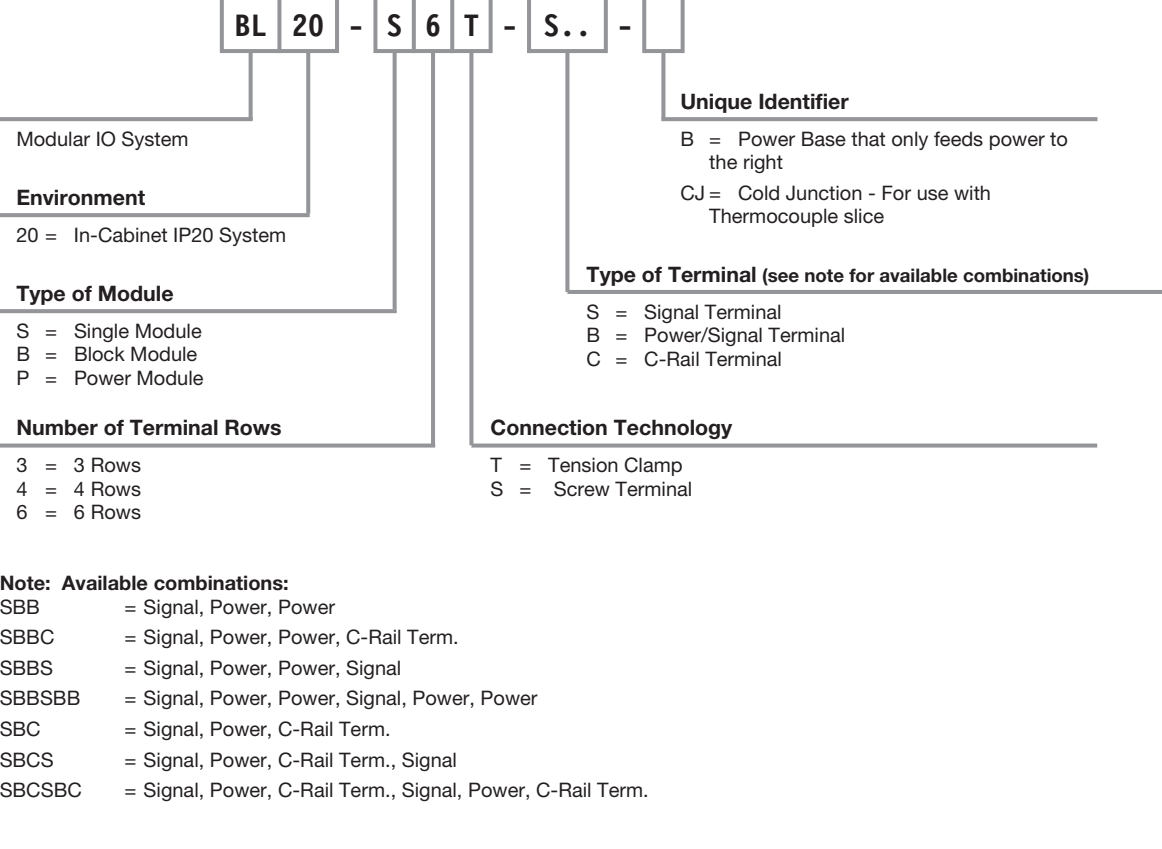 BL 20 - S 6 T - S.. -
Unique Identifier
B = Power Base that only feeds power to
the right
CJ = Cold Junction - For use with
Thermocouple slice
Modular IO System
Environment
20 = In-Cabinet IP20 System
Type of Terminal (see note for available combinations)
S = Signal Terminal
B = Power/Signal Terminal
C = C-Rail Terminal
Type of Module
S = Single Module
B = Block Module
P = Power Module
Number of Terminal Rows
3 = 3 Rows
4 = 4 Rows
6 = 6 Rows
Connection Technology
T = Tension Clamp
S = Screw Terminal
Note: Available combinations:
SBB = Signal, Power, Power
SBBC = Signal, Power, Power, C-Rail Term.
SBBS = Signal, Power, Power, Signal
SBBSBB = Signal, Power, Power, Signal, Power, Power
SBC = Signal, Power, C-Rail Term.
SBCS = Signal, Power, C-Rail Term., Signal
SBCSBC = Signal, Power, C-Rail Term., Signal, Power, C-Rail Term.